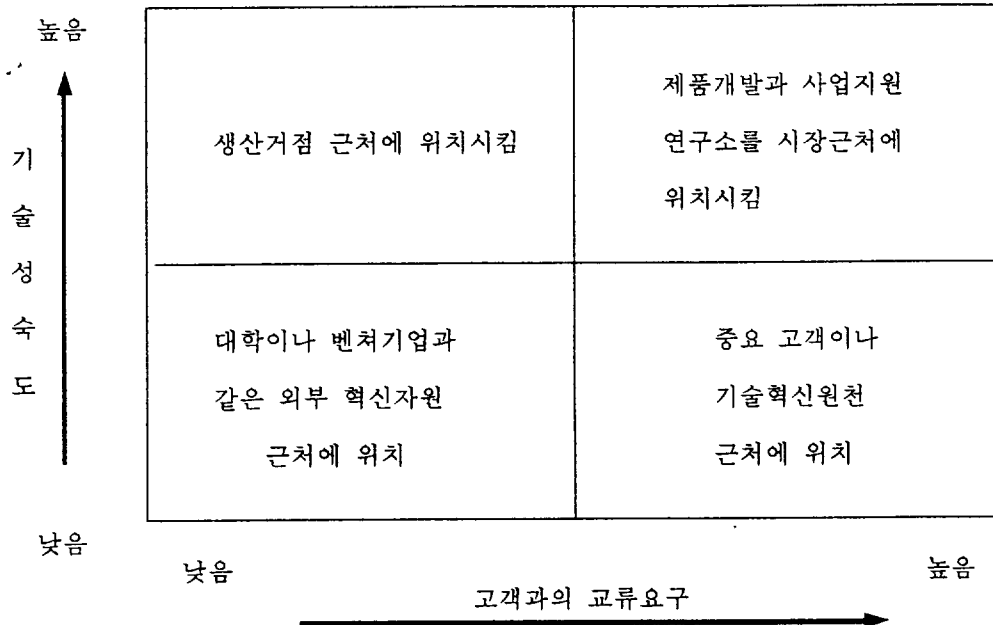 높음
기술성숙도
낮음
생산거점 근처에 위치시킴
제품개발과 사업지원
연구소를 시장근처에
위치시킴
대학이나 벤쳐기업과
같은 외부 혁신자원
근처에 위치
중요 고객이나
기술혁신원천
근처에 위치
낮음
높음
고객과의 교류요구